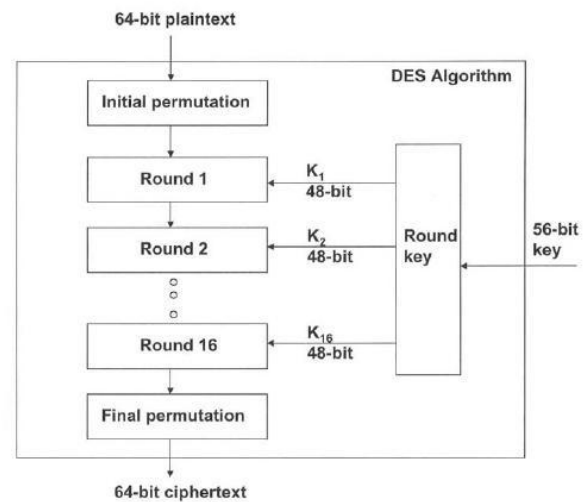 64-bit plaintext
DES Algorithm
Initial permutation
Round 1
K1
48-bit
Round 2
K2
48-bit
Round
key
56-bit
key
Round 16
K16
48-bit
Final permutation
64-bit ciphertext